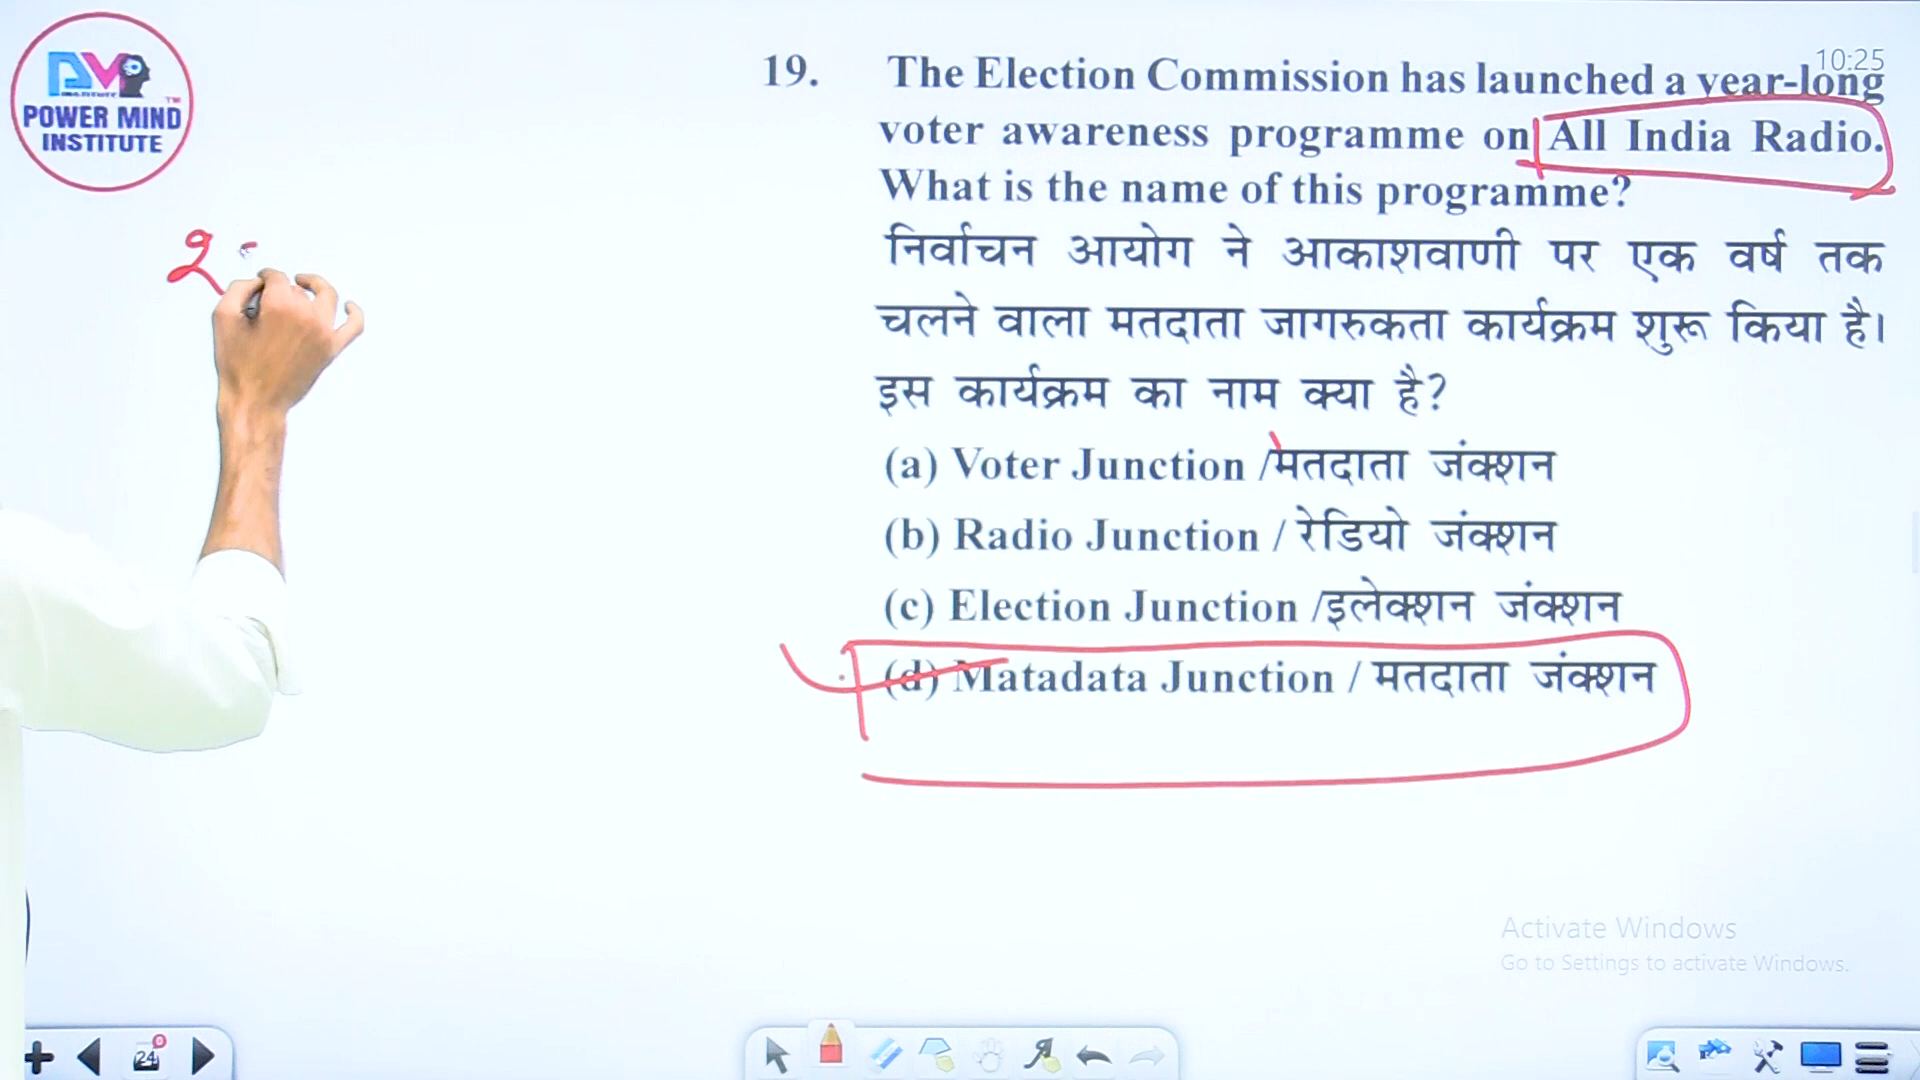 POWER MIND
INSTITUTE
TM
10:25
19. The Election Commission has launched a year-long
voter awareness programme on All India Radio.
What is the name of this programme?
निर्वाचन आयोग ने आकाशवाणी पर एक वर्ष तक
चलने वाला मतदाता जागरुकता कार्यक्रम शुरू किया है।
इस कार्यक्रम का नाम क्या है?
(a) Voter Junction /मतदाता जंक्शन
(b) Radio Junction / रेडियो जंक्शन
(c) Election Junction /इलेक्शन जंक्शन
(d) Matadata Junction / मतदाता जंक्शन
Activate Windows
Go to Settings to activate Windows.
24